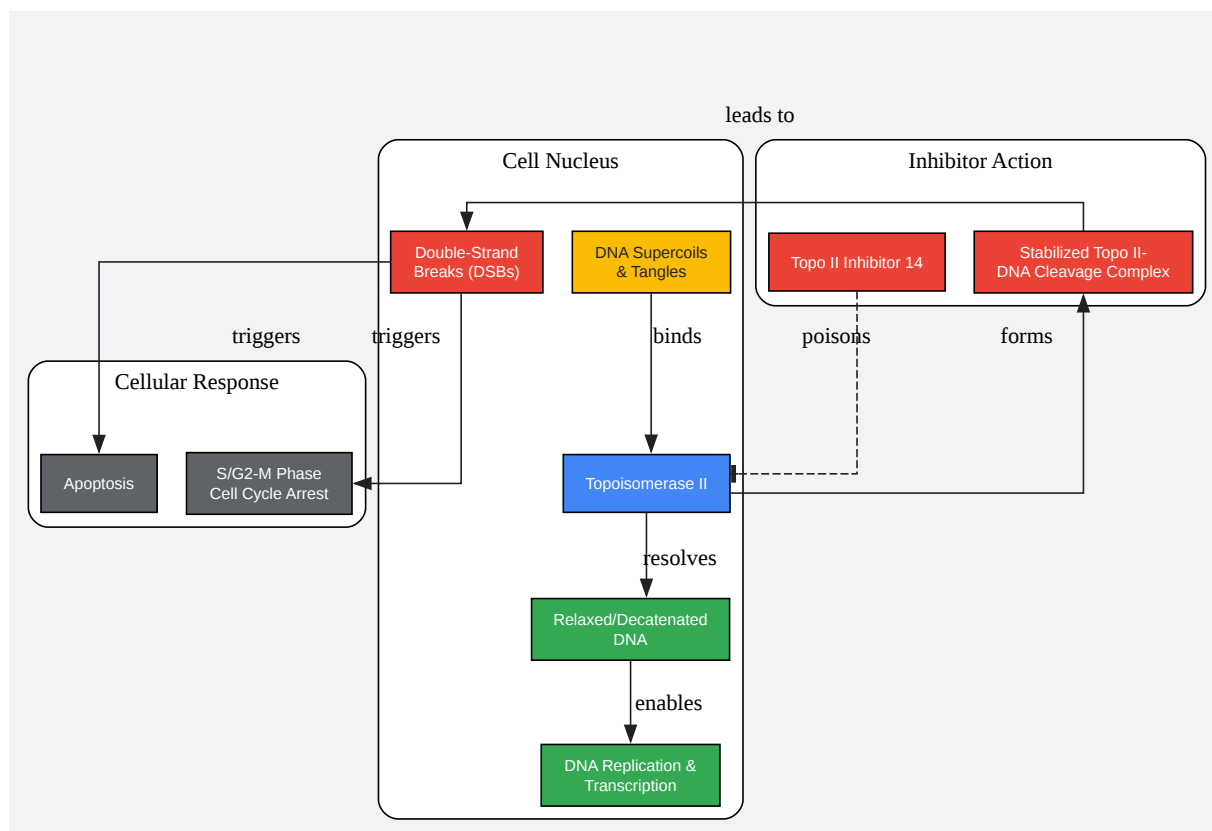 leads to
Cell Nucleus
Inhibitor Action
Double-Strand
Breaks (DSBs)
DNA Supercoils
& Tangles
Topo II Inhibitor 14
Stabilized Topo II-
DNA Cleavage Complex
triggers
triggers
binds
poisons
forms
Cellular Response
Apoptosis
S/G2-M Phase
Cell Cycle Arrest
Topoisomerase II
resolves
Relaxed/Decatenated
DNA
enables
DNA Replication &
Transcription